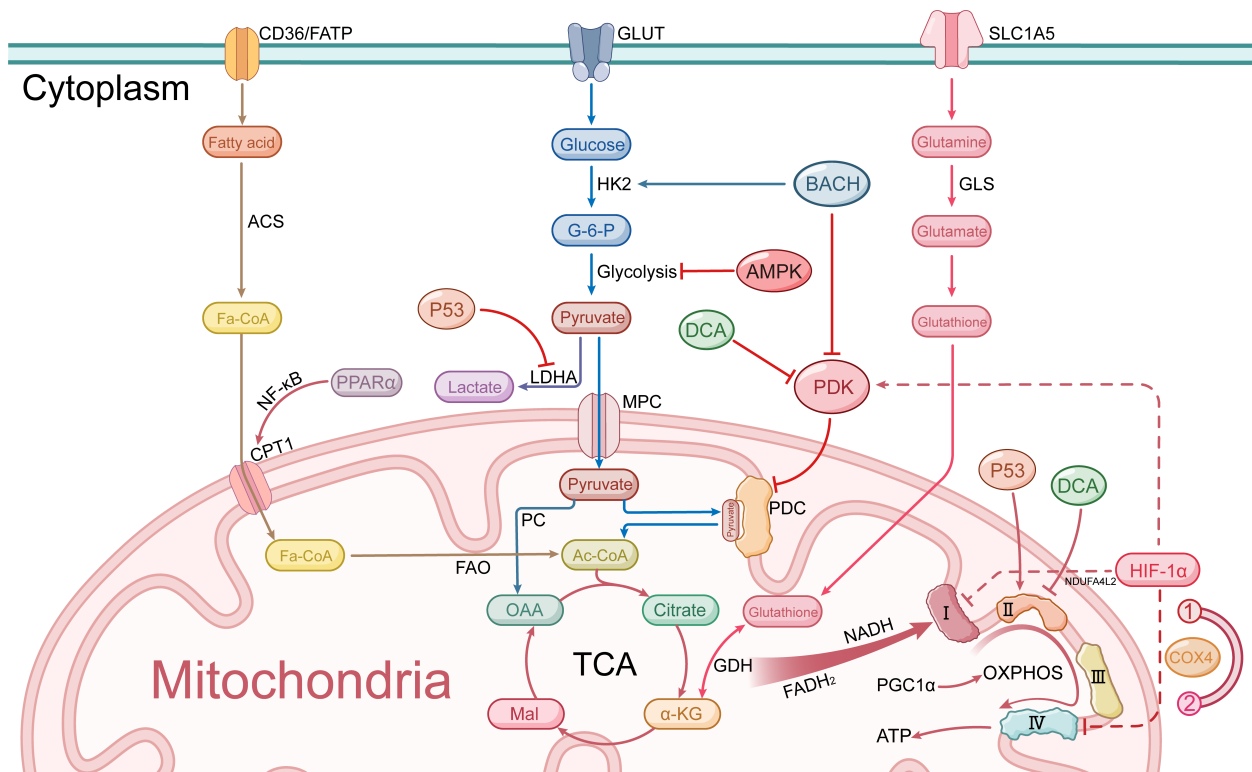 CD36/FATP
GLUT
SLC1A5
Cytoplasm
Fatty acid
Glucose
Glutamine
HK2
BACH
GLS
ACS
G-6-P
Glutamate
Glycolysis
AMPK
P53
Fa-CoA
Pyruvate
DCA
Glutathione
NF-κB
PPARα
Lactate
LDHA
PDK
MPC
CPT1
P53
DCA
Pyruvate
PC
Pyruvate
PDC
Fa-CoA
FAO
Ac-CoA
HIF-1α
NDUFA4L2
OAA
Citrate
Glutathione
I
II
1
NADH
COX4
Mitochondria
TCA
GDH
FADH₂
PGC1α
OXPHOS
III
2
Mal
α-KG
IV
ATP